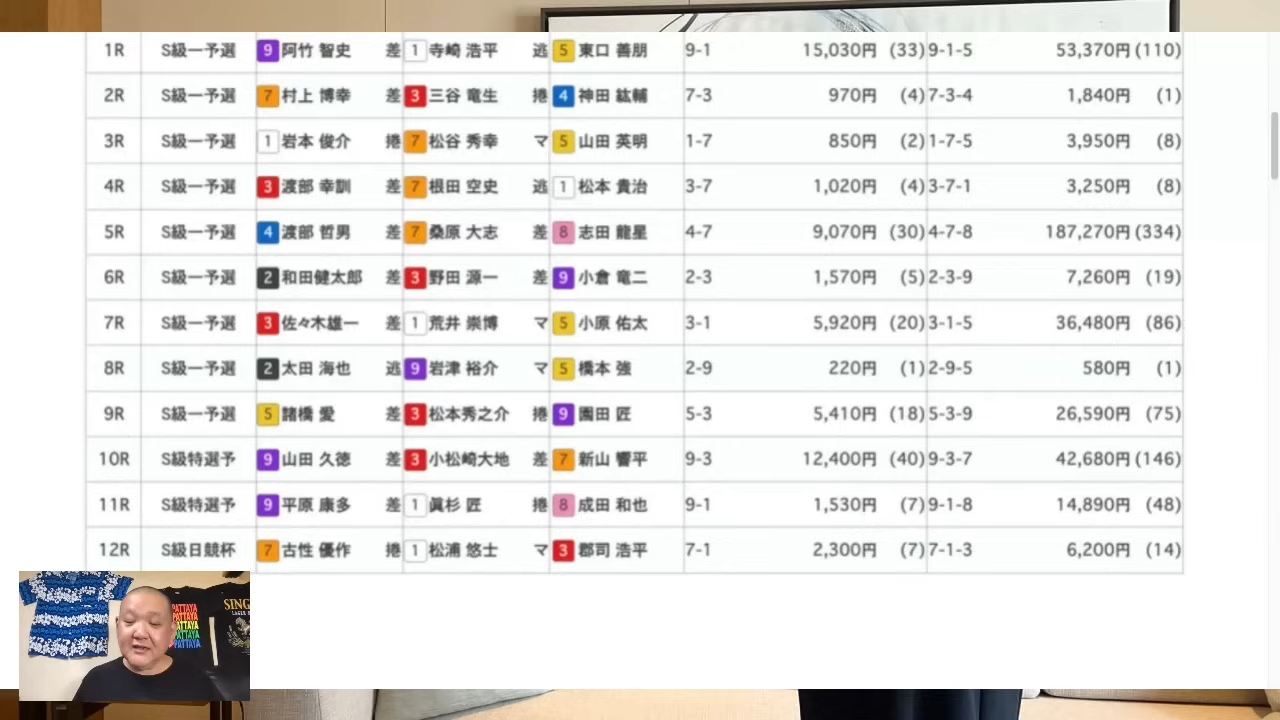 1R S級一予選 9 阿竹 智史 差 1 寺崎 浩平 逃 5 東口 善朋 9-1 15,030円 (33) 9-1-5 53,370円 (110)
2R S級一予選 7 村上 博幸 差 3 三谷 竜生 捲 4 神田 紘輔 7-3 970円 (4) 7-3-4 1,840円 (1)
3R S級一予選 1 岩本 俊介 捲 7 松谷 秀幸 マ 5 山田 英明 1-7 850円 (2) 1-7-5 3,950円 (8)
4R S級一予選 3 渡部 幸訓 差 7 根田 空史 逃 1 松本 貴治 3-7 1,020円 (4) 3-7-1 3,250円 (8)
5R S級一予選 4 渡部 哲男 差 7 桑原 大志 差 8 志田 龍星 4-7 9,070円 (30) 4-7-8 187,270円 (334)
6R S級一予選 2 和田健太郎 差 3 野田 源一 差 9 小倉 竜二 2-3 1,570円 (5) 2-3-9 7,260円 (19)
7R S級一予選 3 佐々木雄一 差 1 荒井 崇博 マ 5 小原 佑太 3-1 5,920円 (20) 3-1-5 36,480円 (86)
8R S級一予選 2 太田 海也 逃 9 岩津 裕介 マ 5 橋本 強 2-9 220円 (1) 2-9-5 580円 (1)
9R S級一予選 5 諸橋 愛 差 3 松本秀之介 捲 9 園田 匠 5-3 5,410円 (18) 5-3-9 26,590円 (75)
10R S級特選予 9 山田 久徳 差 3 小松崎大地 差 7 新山 響平 9-3 12,400円 (40) 9-3-7 42,680円 (146)
11R S級特選予 9 平原 康多 差 1 眞杉 匠 捲 8 成田 和也 9-1 1,530円 (7) 9-1-8 14,890円 (48)
12R S級日競杯 7 古性 優作 捲 1 松浦 悠士 マ 3 郡司 浩平 7-1 2,300円 (7) 7-1-3 6,200円 (14)
PATTAYA
PATTAYA
PATTAYA
PATTAYA
PATTAYA
SING